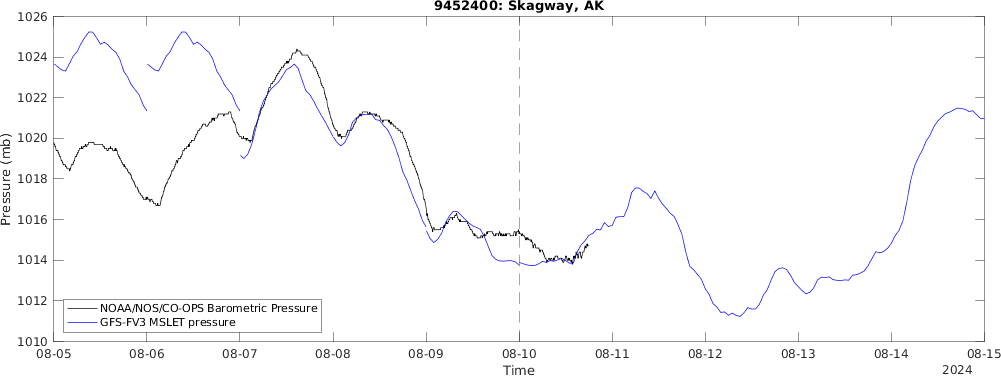 9452400: Skagway, AK
1026
1024
1022
1020
1018
1016
1014
1012
1010
Pressure (mb)
NOAA/NOS/CO-OPS Barometric Pressure
GFS-FV3 MSLET pressure
08-05 08-06 08-07 08-08 08-09 08-10 08-11 08-12 08-13 08-14 08-15
Time
2024